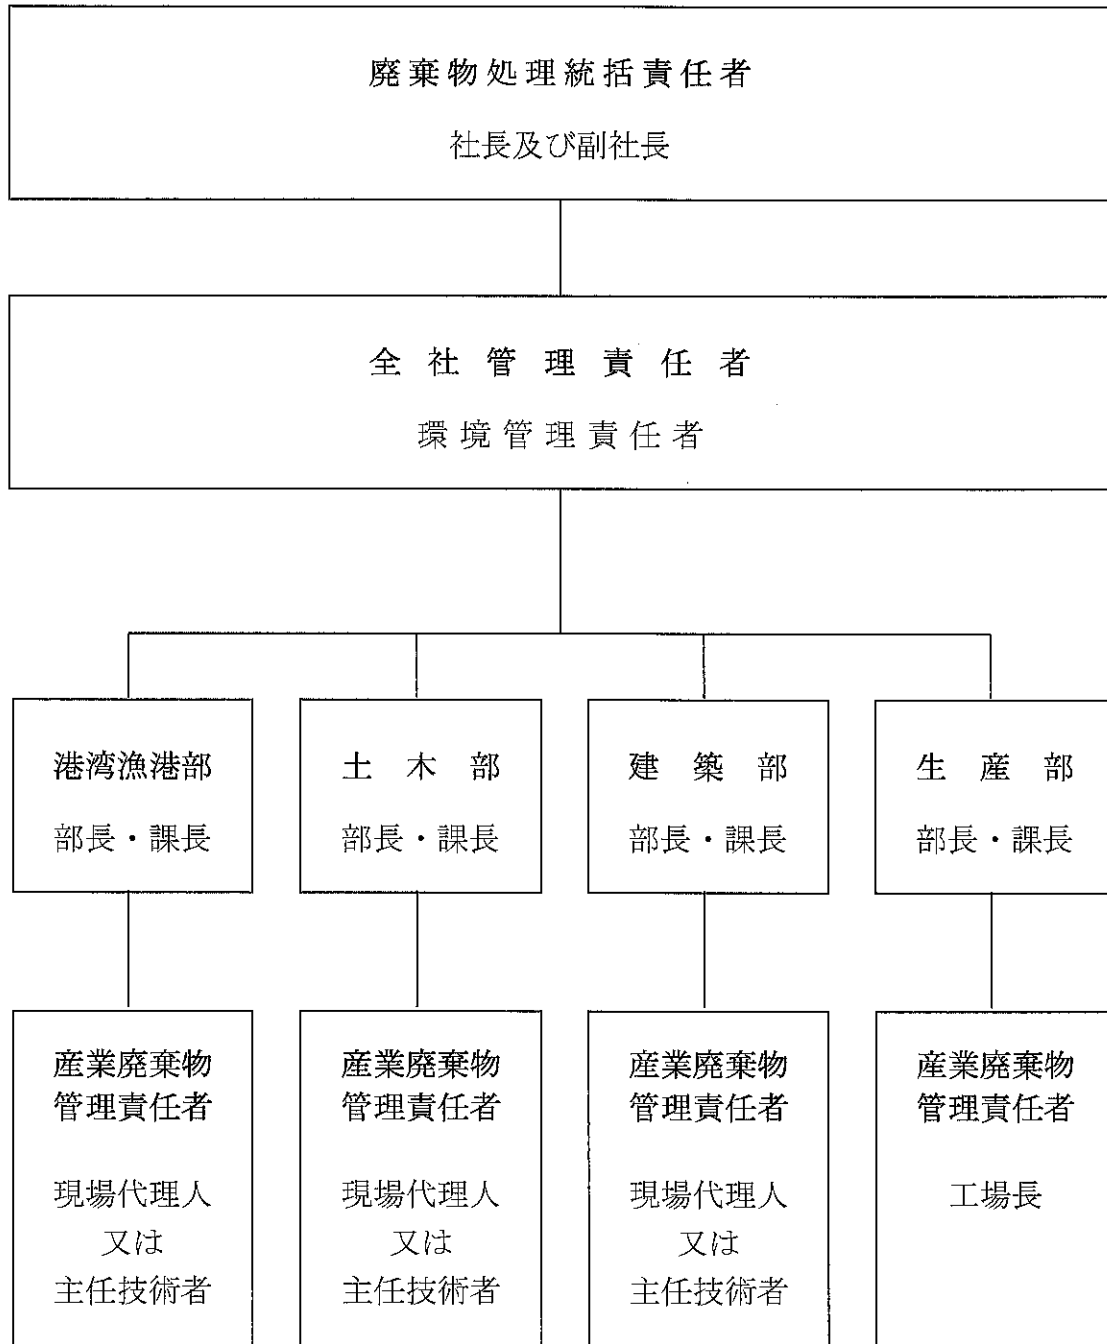 廃棄物処理統括責任者
社長及び副社長
全社管理責任者
環境管理責任者
港湾漁港部
部長・課長
土木部
部長・課長
建築部
部長・課長
生産部
部長・課長
産業廃棄物
管理責任者
現場代理人
又は
主任技術者
産業廃棄物
管理責任者
現場代理人
又は
主任技術者
産業廃棄物
管理責任者
現場代理人
又は
主任技術者
産業廃棄物
管理責任者
工場長